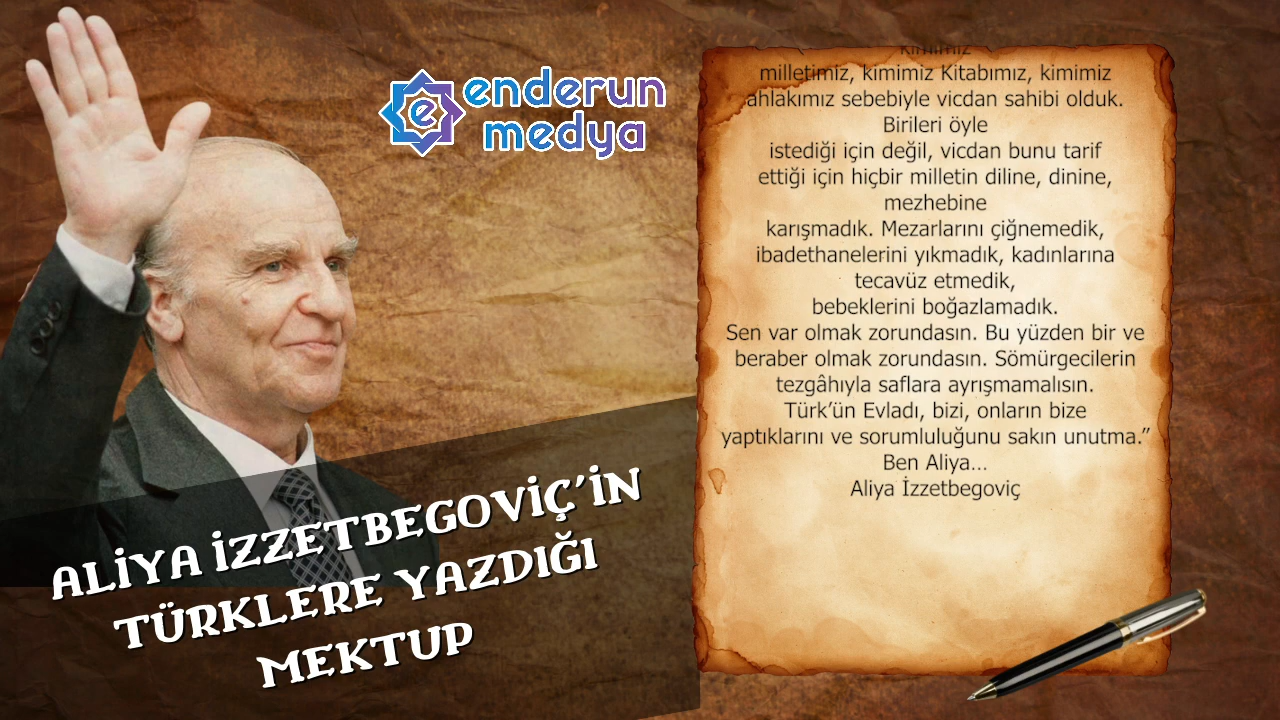 enderun
medya
kimimiz
milletimiz, kimimiz Kitabımız, kimimiz
ahlakımız sebebiyle vicdan sahibi olduk.
Birileri öyle
istediği için değil, vicdan bunu tarif
ettiği için hiçbir milletin diline, dinine,
mezhebine
karışmadık. Mezarlarını çiğnemedik,
ibadethanelerini yıkmadık, kadınlarına
tecavüz etmedik,
bebeklerini boğazlamadık.
Sen var olmak zorundasın. Bu yüzden bir ve
beraber olmak zorundasın. Sömürgecilerin
tezgâhıyla saflara ayrışmamalısın.
Türk’ün Evladı, bizi, onların bize
yaptıklarını ve sorumluluğunu sakın unutma.”
Ben Aliya...
Aliya İzzetbegoviç
ALİYA İZZETBEGOVİÇ'İN
TÜRKLERE YAZDIĞI
MEKTUP